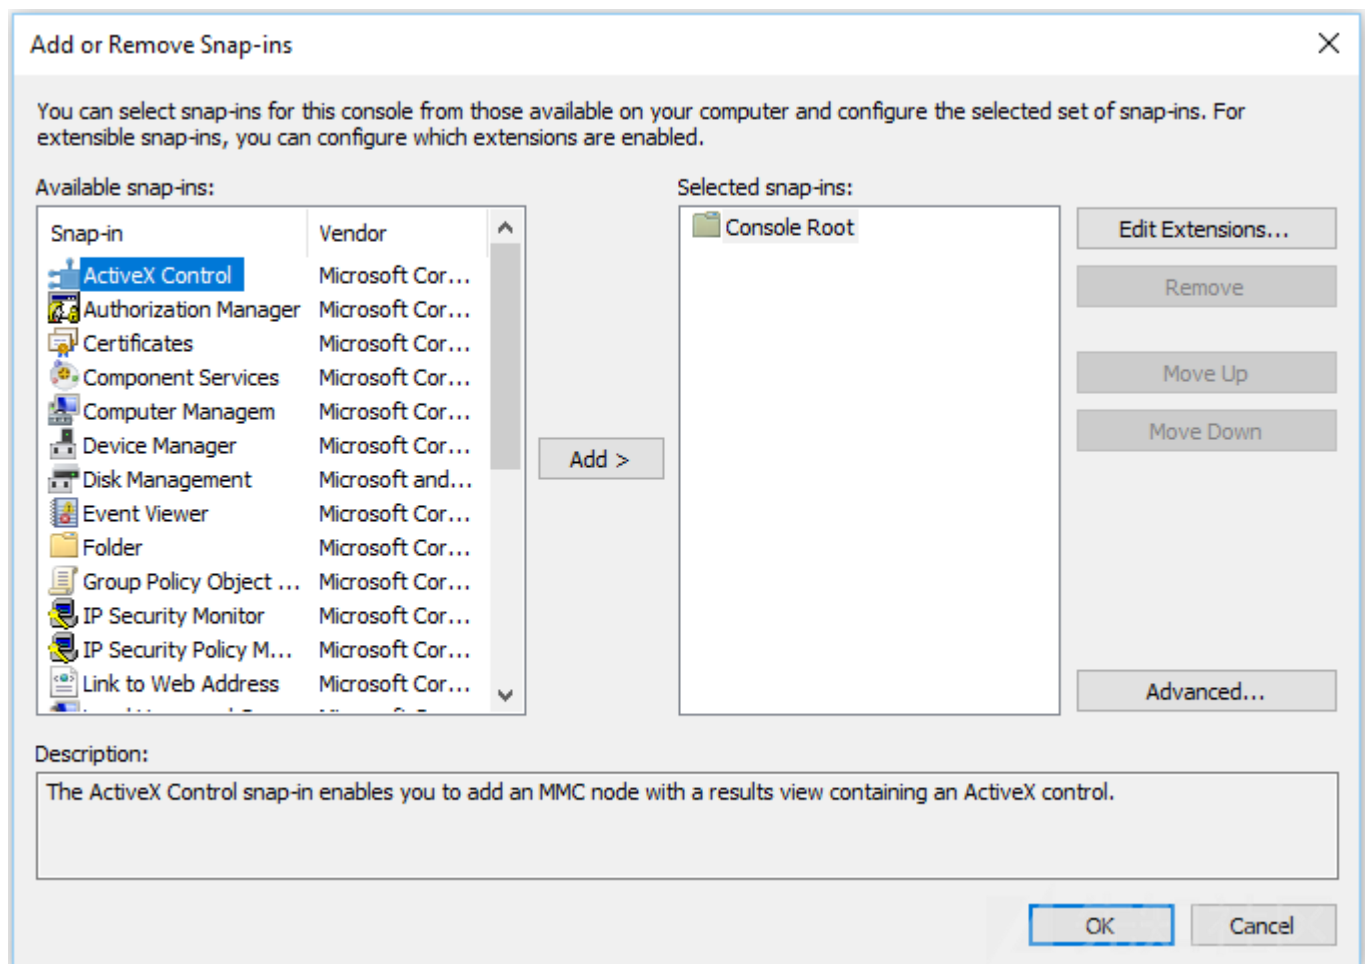 Add or Remove Snap-ins
You can select snap-ins for this console from those available on your computer and configure the selected set of snap-ins. For
extensible snap-ins, you can configure which extensions are enabled.
Available snap-ins:
Snap-in Vendor
ActiveX Control Microsoft Cor...
Authorization Manager Microsoft Cor...
Certificates Microsoft Cor...
Component Services Microsoft Cor...
Computer Managem Microsoft Cor...
Device Manager Microsoft Cor...
Disk Management Microsoft and...
Event Viewer Microsoft Cor...
Folder Microsoft Cor...
Group Policy Object ... Microsoft Cor...
IP Security Monitor Microsoft Cor...
IP Security Policy M... Microsoft Cor...
Link to Web Address Microsoft Cor...
Add >
Selected snap-ins:
Console Root
Edit Extensions...
Remove
Move Up
Move Down
Advanced...
Description:
The ActiveX Control snap-in enables you to add an MMC node with a results view containing an ActiveX control.
OK Cancel